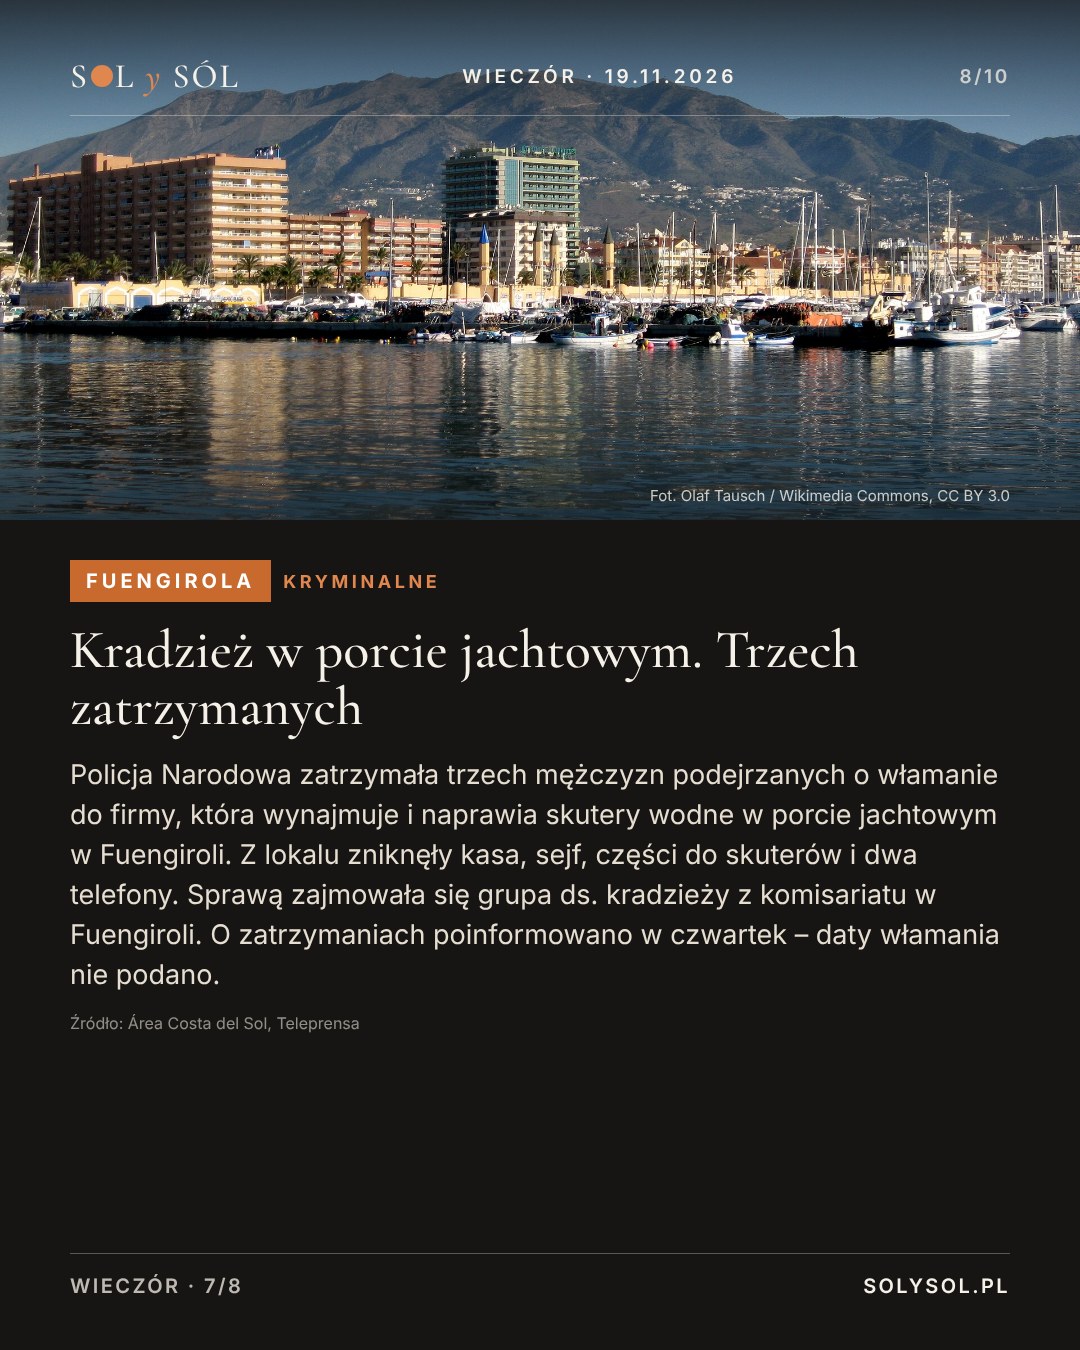 SOL y SÓL
WIECZÓR · 19.11.2026
8/10
Fot. Olaf Tausch / Wikimedia Commons, CC BY 3.0
FUENGIROLA
KRYMINALNE
Kradzież w porcie jachtowym. Trzech
zatrzymanych
Policja Narodowa zatrzymała trzech mężczyzn podejrzanych o włamanie
do firmy, która wynajmuje i naprawia skutery wodne w porcie jachtowym
w Fuengiroli. Z lokalu zniknęły kasa, sejf, części do skuterów i dwa
telefony. Sprawą zajmowała się grupa ds. kradzieży z komisariatu w
Fuengiroli. O zatrzymaniach poinformowano w czwartek – daty włamania
nie podano.
Źródło: Área Costa del Sol, Teleprensa
WIECZÓR · 7/8
SOLYSOL.PL